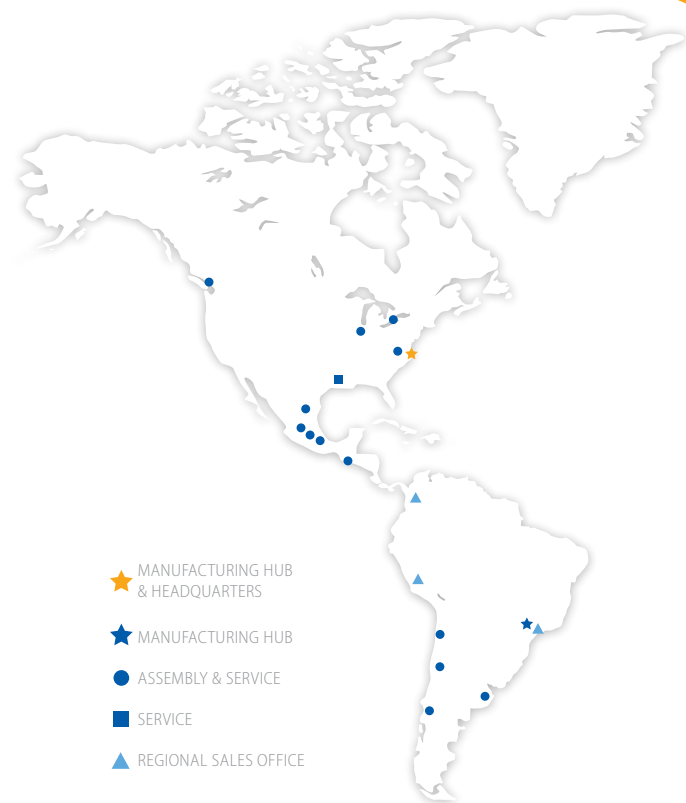 MANUFACTURING HUB
& HEADQUARTERS
MANUFACTURING HUB
ASSEMBLY & SERVICE
SERVICE
REGIONAL SALES OFFICE